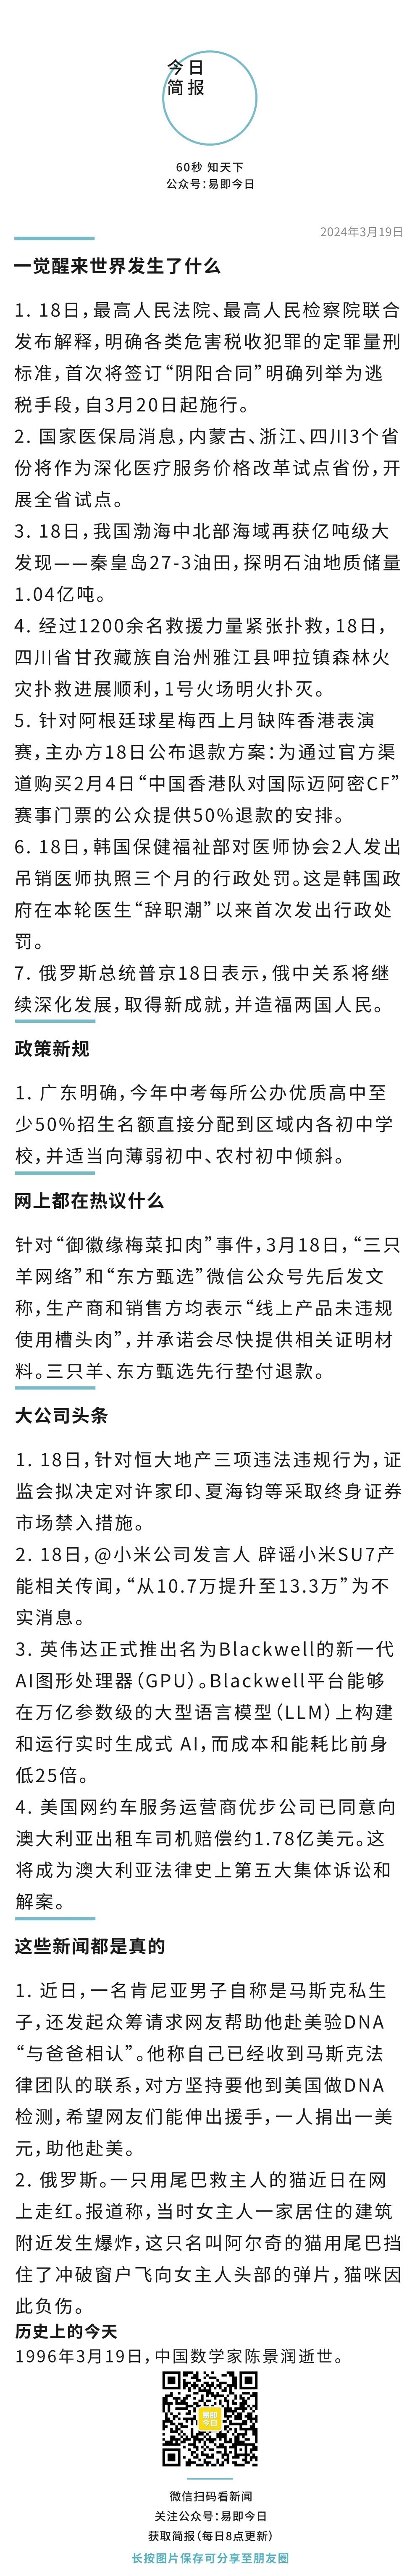 今日
简报
60秒 知天下
公众号：易即今日
2024年3月19日
一觉醒来世界发生了什么
1. 18日，最高人民法院、最高人民检察院联合
发布解释，明确各类危害税收犯罪的定罪量刑
标准，首次将签订“阴阳合同”明确列举为逃
税手段，自3月20日起施行。
2. 国家医保局消息，内蒙古、浙江、四川3个省
份将作为深化医疗服务价格改革试点省份，开
展全省试点。
3. 18日，我国渤海中北部海域再获亿吨级大
发现——秦皇岛27-3油田，探明石油地质储量
1.04亿吨。
4. 经过1200余名救援力量紧张扑救，18日，
四川省甘孜藏族自治州雅江县呷拉镇森林火
灾扑救进展顺利，1号火场明火扑灭。
5. 针对阿根廷球星梅西上月缺阵香港表演
赛，主办方18日公布退款方案：为通过官方渠
道购买2月4日“中国香港队对国际迈阿密CF”
赛事门票的公众提供50%退款的安排。
6. 18日，韩国保健福祉部对医师协会2人发出
吊销医师执照三个月的行政处罚。这是韩国政
府在本轮医生“辞职潮”以来首次发出行政处
罚。
7. 俄罗斯总统普京18日表示，俄中关系将继
续深化发展，取得新成就，并造福两国人民。
政策新规
1. 广东明确，今年中考每所公办优质高中至
少50%招生名额直接分配到区域内各初中学
校，并适当向薄弱初中、农村初中倾斜。
网上都在热议什么
针对“御徽缘梅菜扣肉”事件，3月18日，“三只
羊网络”和“东方甄选”微信公众号先后发文
称，生产商和销售方均表示“线上产品未违规
使用槽头肉”，并承诺会尽快提供相关证明材
料。三只羊、东方甄选先行垫付退款。
大公司头条
1. 18日，针对恒大地产三项违法违规行为，证
监会拟决定对许家印、夏海钧等采取终身证券
市场禁入措施。
2. 18日，@小米公司发言人 辟谣小米SU7产
能相关传闻，“从10.7万提升至13.3万”为不
实消息。
3. 英伟达正式推出名为Blackwell的新一代
AI图形处理器（GPU）。Blackwell平台能够
在万亿参数级的大型语言模型（LLM）上构建
和运行实时生成式 AI，而成本和能耗比前身
低25倍。
4. 美国网约车服务运营商优步公司已同意向
澳大利亚出租车司机赔偿约1.78亿美元。这
将成为澳大利亚法律史上第五大集体诉讼和
解案。
这些新闻都是真的
1. 近日，一名肯尼亚男子自称是马斯克私生
子，还发起众筹请求网友帮助他赴美验DNA
“与爸爸相认”。他称自己已经收到马斯克法
律团队的联系，对方坚持要他到美国做DNA
检测，希望网友们能伸出援手，一人捐出一美
元，助他赴美。
2. 俄罗斯。一只用尾巴救主人的猫近日在网
上走红。报道称，当时女主人一家居住的建筑
附近发生爆炸，这只名叫阿尔奇的猫用尾巴挡
住了冲破窗户飞向女主人头部的弹片，猫咪因
此负伤。
历史上的今天
1996年3月19日，中国数学家陈景润逝世。
易即
今日
微信扫码看新闻
关注公众号：易即今日
获取简报（每日8点更新）
长按图片保存可分享至朋友圈